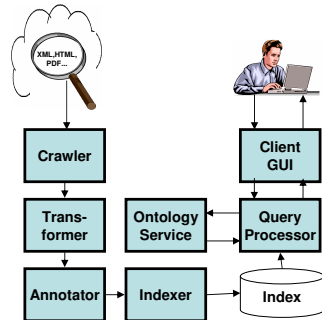 XML,HTML,
PDF...
Crawler
Client
GUI
Trans-
former
Ontology
Service
Query
Processor
Annotator
Indexer
Index